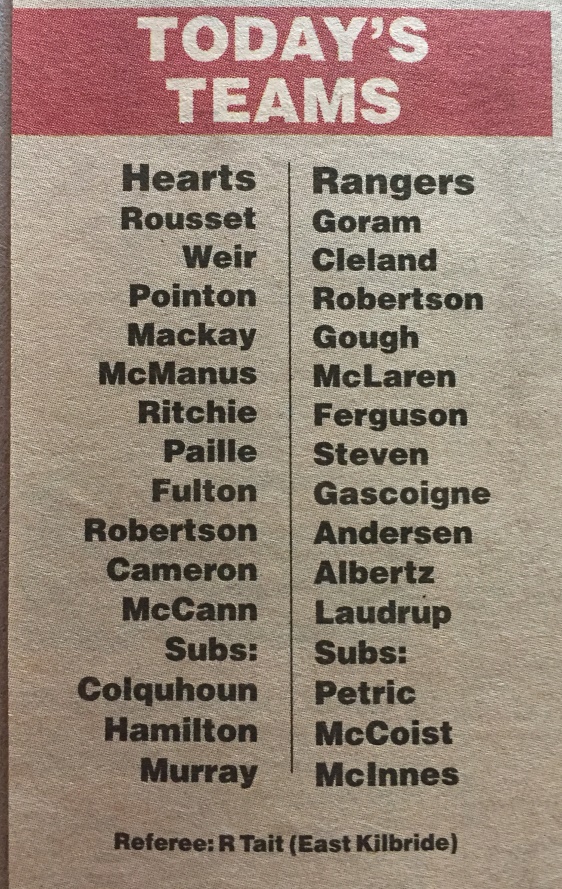 TODAY'S
TEAMS
Hearts
Rousset
Weir
Pointon
Mackay
McManus
Ritchie
Paille
Fulton
Robertson
Cameron
McCann
Subs:
Colquhoun
Hamilton
Murray
Rangers
Goram
Cleland
Robertson
Gough
McLaren
Ferguson
Steven
Gascoigne
Andersen
Albertz
Laudrup
Subs:
Petric
McCoist
McInnes
Referee: R Tait (East Kilbride)